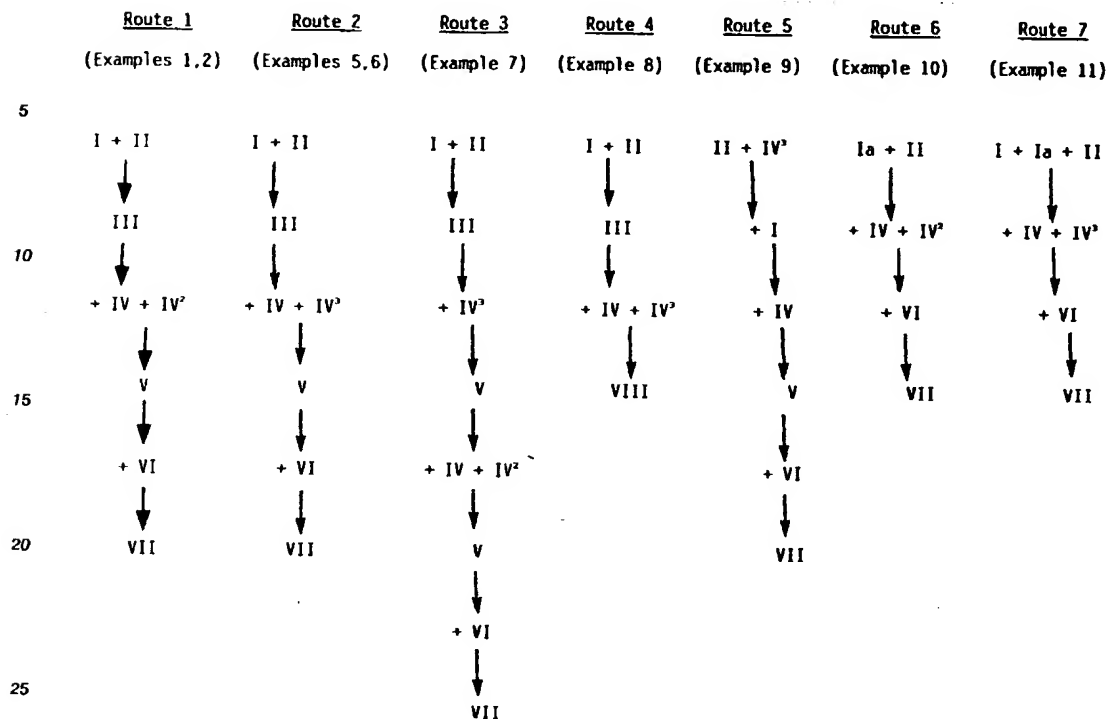 Route 1 Route 2 Route 3 Route 4 Route 5 Route 6 Route 7
(Examples 1,2) (Examples 5,6) (Example 7) (Example 8) (Example 9) (Example 10) (Example 11)
5
I + II I + II I + II I + II II + IV³ Ia + II I + Ia + II
III III III III + I + IV + IV² + IV + IV³
10
+ IV + IV² + IV + IV³ + IV³ + IV + IV³ + IV + VI + VI
V V V VIII V VII VII
15
+ VI + VI + IV + IV² + VI
20
VII VII V VII
+ VI
25
VII